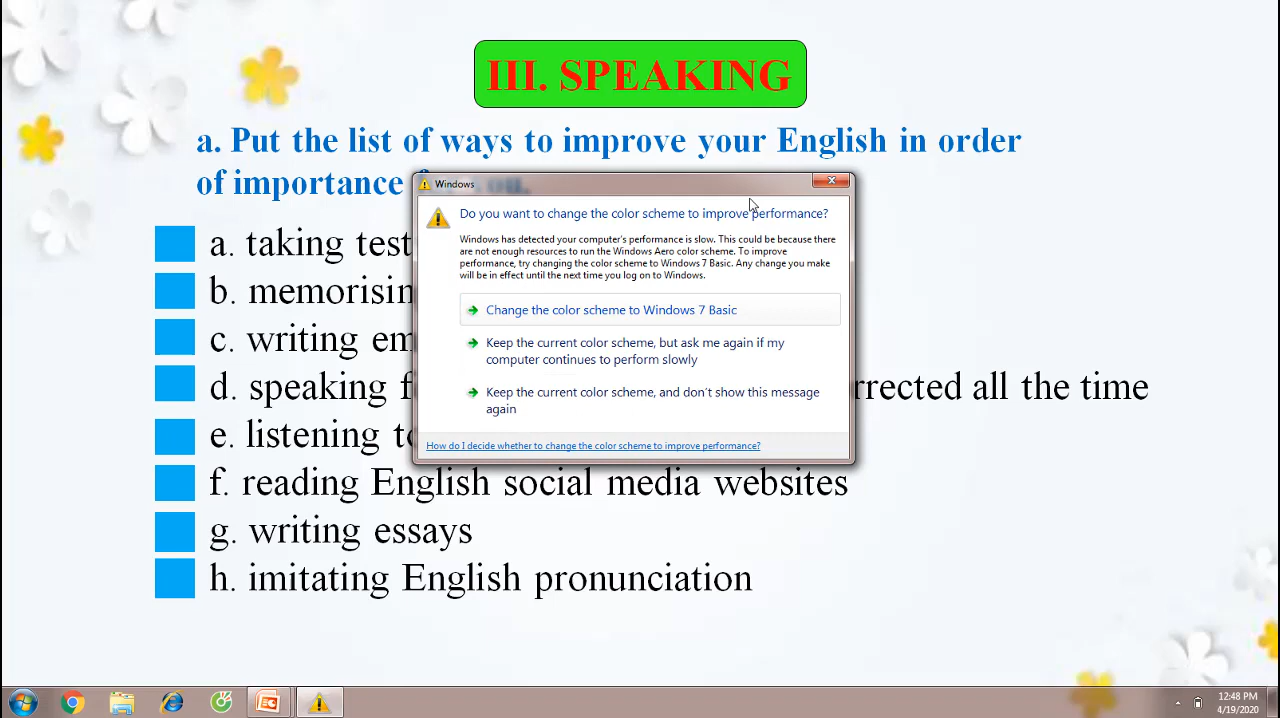 III. SPEAKING
a. Put the list of ways to improve your English in order
of importance
Windows
Do you want to change the color scheme to improve performance?
Windows has detected your computer's performance is slow. This could be because there
are not enough resources to run the Windows Aero color scheme. To improve
performance, try changing the color scheme to Windows 7 Basic. Any change you make
will be in effect until the next time you log on to Windows.
Change the color scheme to Windows 7 Basic
Keep the current color scheme, but ask me again if my
computer continues to perform slowly
Keep the current color scheme, and don't show this message
again
How do I decide whether to change the color scheme to improve performance?
a. taking test
b. memorisin
c. writing em
d. speaking f rrected all the time
e. listening to
f. reading English social media websites
g. writing essays
h. imitating English pronunciation
12:48 PM
4/19/2020